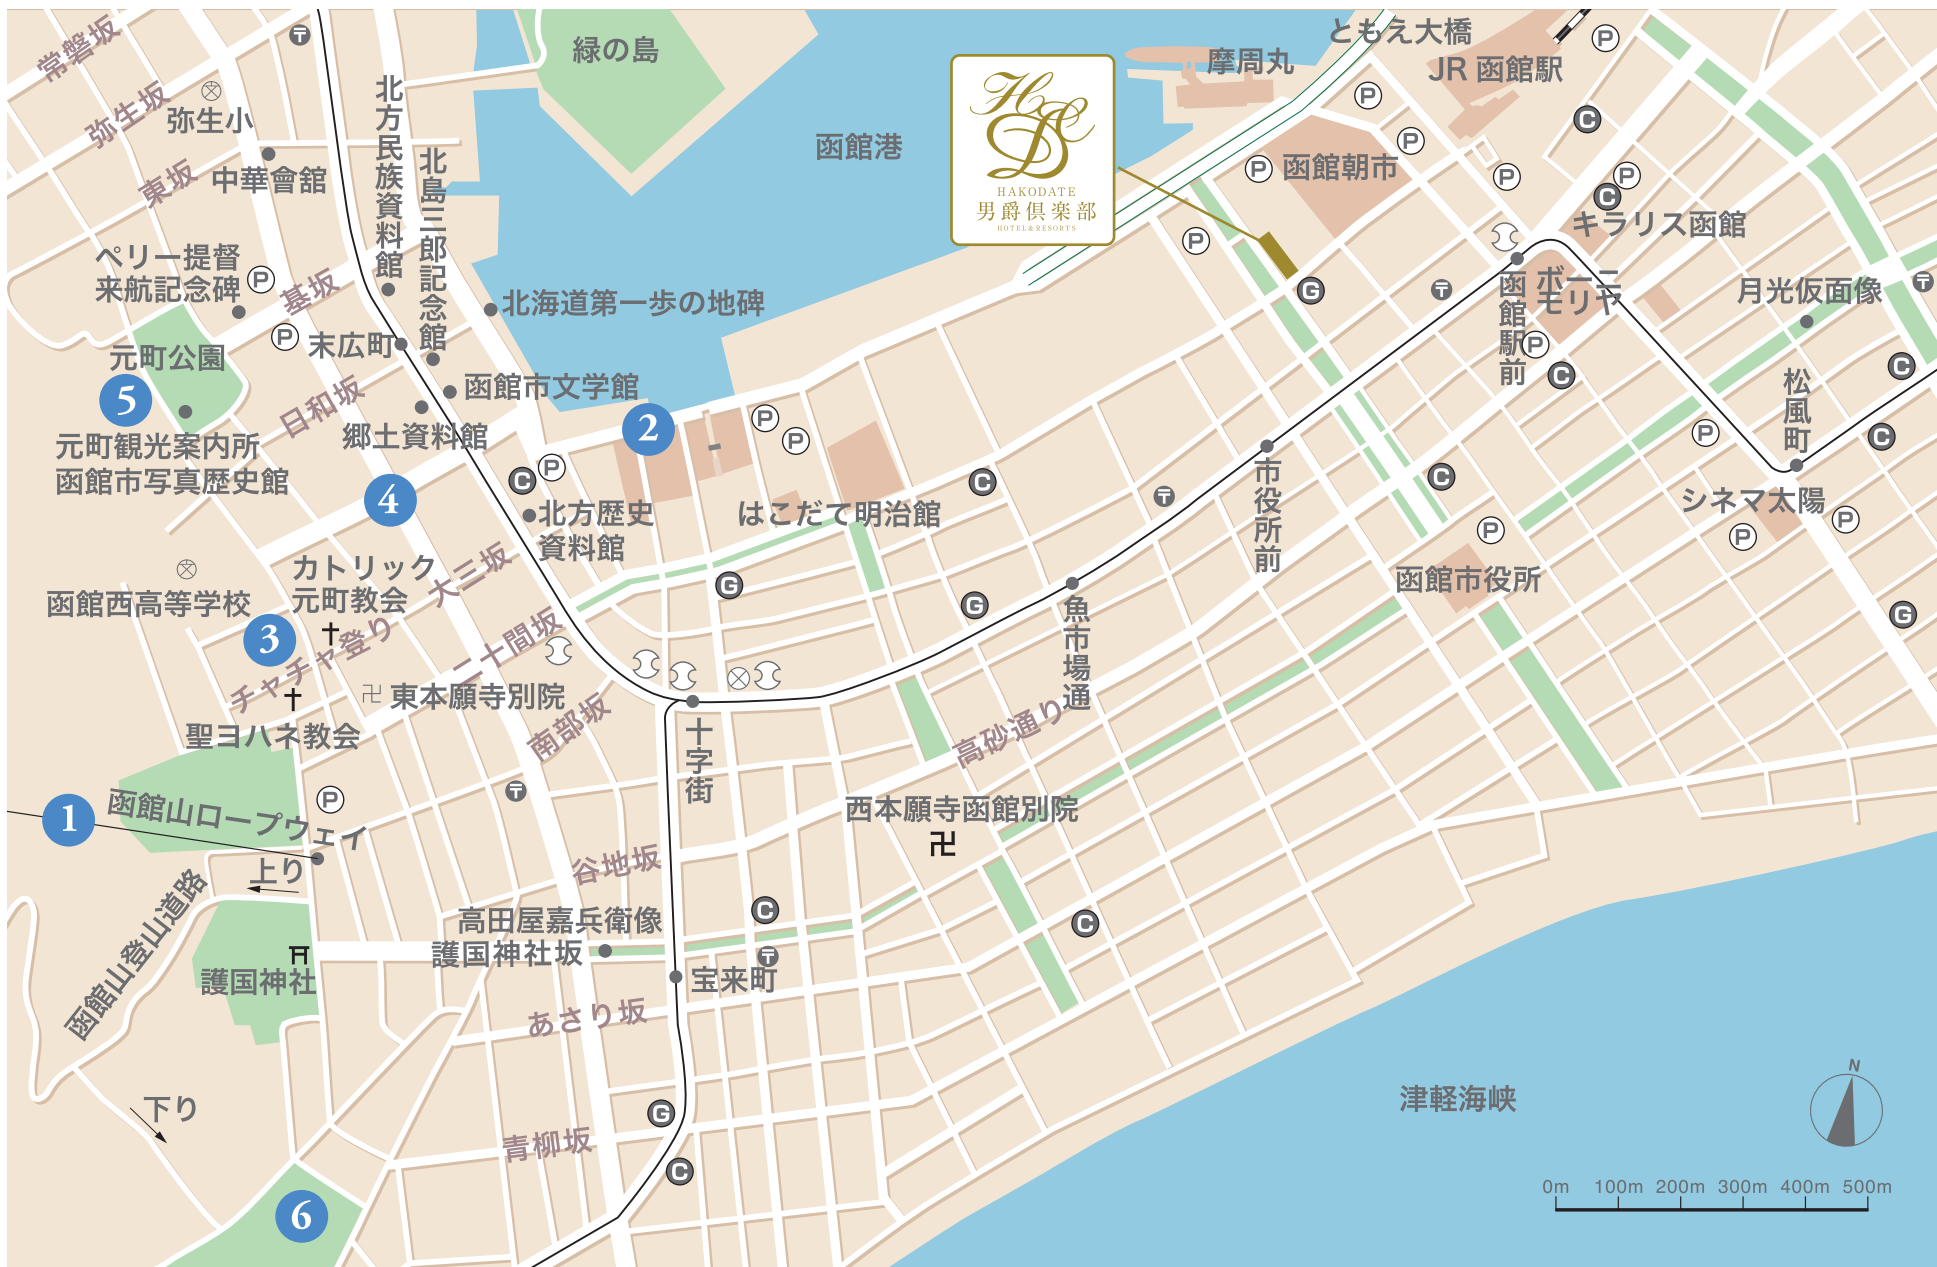 常磐坂
弥生坂
弥生小
東坂
中華會舘
北方民族資料館
北島三郎記念館
緑の島
函館港
HAKODATE
男爵倶楽部
HOTEL&RESORTS
摩周丸
ともえ大橋
JR 函館駅
P
P
P
P
P
P
C
C
函館朝市
キラリス函館
ボーニ
モリヤ
函館駅前
月光仮面像
ペリー提督
来航記念碑
P
基坂
P
末広町
元町公園
5
日和坂
北海道第一歩の地碑
函館市文学館
郷土資料館
元町観光案内所
函館市写真歴史館
4
2
P
P
C
P
北方歴史
資料館
はこだて明治館
C
G
G
P
G
P
C
C
C
C
P
松風町
シネマ太陽
P
P
P
G
市役所前
函館市役所
魚市場通
高砂通り
函館西高等学校
カトリック
元町教会
大三坂
3
チャチャ登り
二十間坂
東本願寺別院
聖ヨハネ教会
南部坂
十字街
1
函館山ロープウェイ
P
上り
函館山登山道路
護国神社
下り
谷地坂
西本願寺函館別院
高田屋嘉兵衛像
護国神社坂
C
C
宝来町
あさり坂
青柳坂
G
C
6
津軽海峡
N
0m 100m 200m 300m 400m 500m